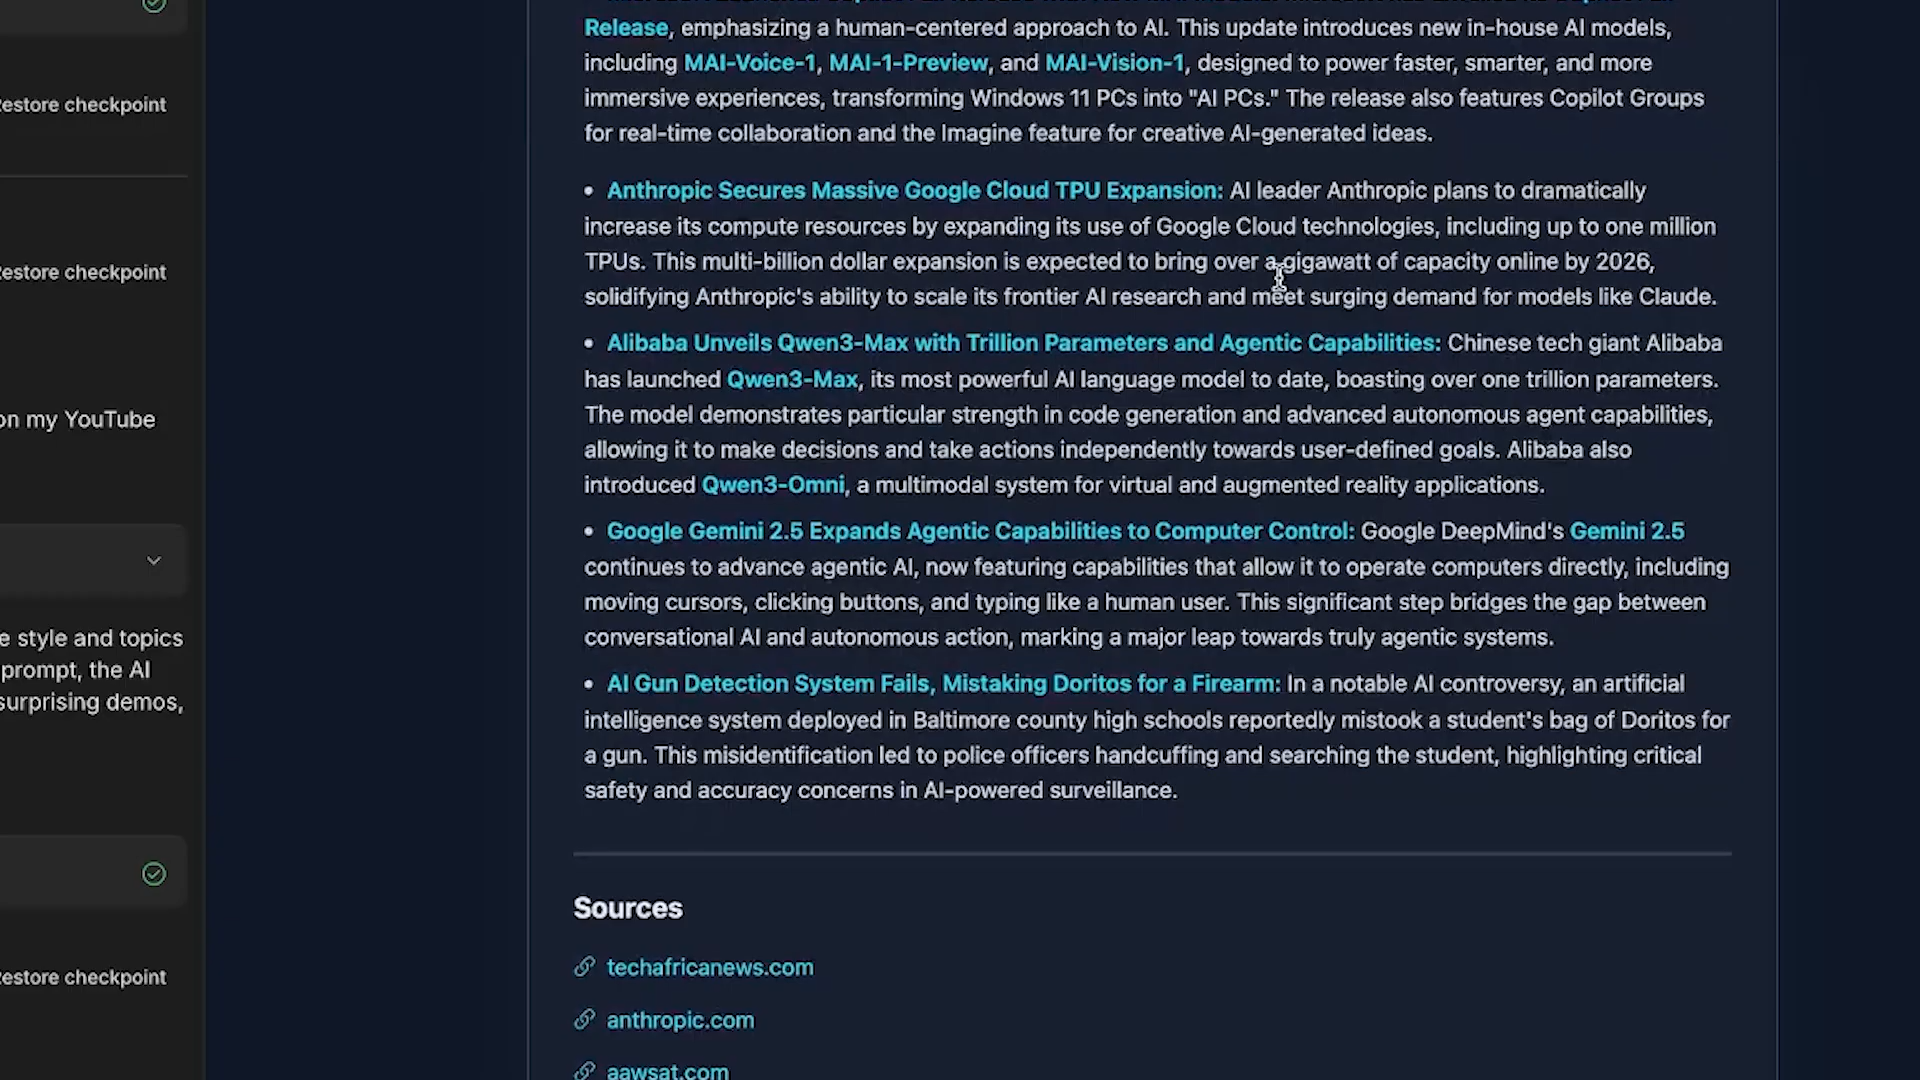 Release, emphasizing a human-centered approach to AI. This update introduces new in-house AI models,
including MAI-Voice-1, MAI-1-Preview, and MAI-Vision-1, designed to power faster, smarter, and more
immersive experiences, transforming Windows 11 PCs into "AI PCs." The release also features Copilot Groups
for real-time collaboration and the Imagine feature for creative AI-generated ideas.
• Anthropic Secures Massive Google Cloud TPU Expansion: AI leader Anthropic plans to dramatically
increase its compute resources by expanding its use of Google Cloud technologies, including up to one million
TPUs. This multi-billion dollar expansion is expected to bring over a gigawatt of capacity online by 2026,
solidifying Anthropic's ability to scale its frontier AI research and meet surging demand for models like Claude.
• Alibaba Unveils Qwen3-Max with Trillion Parameters and Agentic Capabilities: Chinese tech giant Alibaba
has launched Qwen3-Max, its most powerful AI language model to date, boasting over one trillion parameters.
The model demonstrates particular strength in code generation and advanced autonomous agent capabilities,
allowing it to make decisions and take actions independently towards user-defined goals. Alibaba also
introduced Qwen3-Omni, a multimodal system for virtual and augmented reality applications.
• Google Gemini 2.5 Expands Agentic Capabilities to Computer Control: Google DeepMind's Gemini 2.5
continues to advance agentic AI, now featuring capabilities that allow it to operate computers directly, including
moving cursors, clicking buttons, and typing like a human user. This significant step bridges the gap between
conversational AI and autonomous action, marking a major leap towards truly agentic systems.
• AI Gun Detection System Fails, Mistaking Doritos for a Firearm: In a notable AI controversy, an artificial
intelligence system deployed in Baltimore county high schools reportedly mistook a student's bag of Doritos for
a gun. This misidentification led to police officers handcuffing and searching the student, highlighting critical
safety and accuracy concerns in AI-powered surveillance.
Sources
techafricanews.com
anthropic.com
aawsat.com
estore checkpoint
estore checkpoint
on my YouTube
e style and topics
prompt, the AI
surprising demos,
estore checkpoint